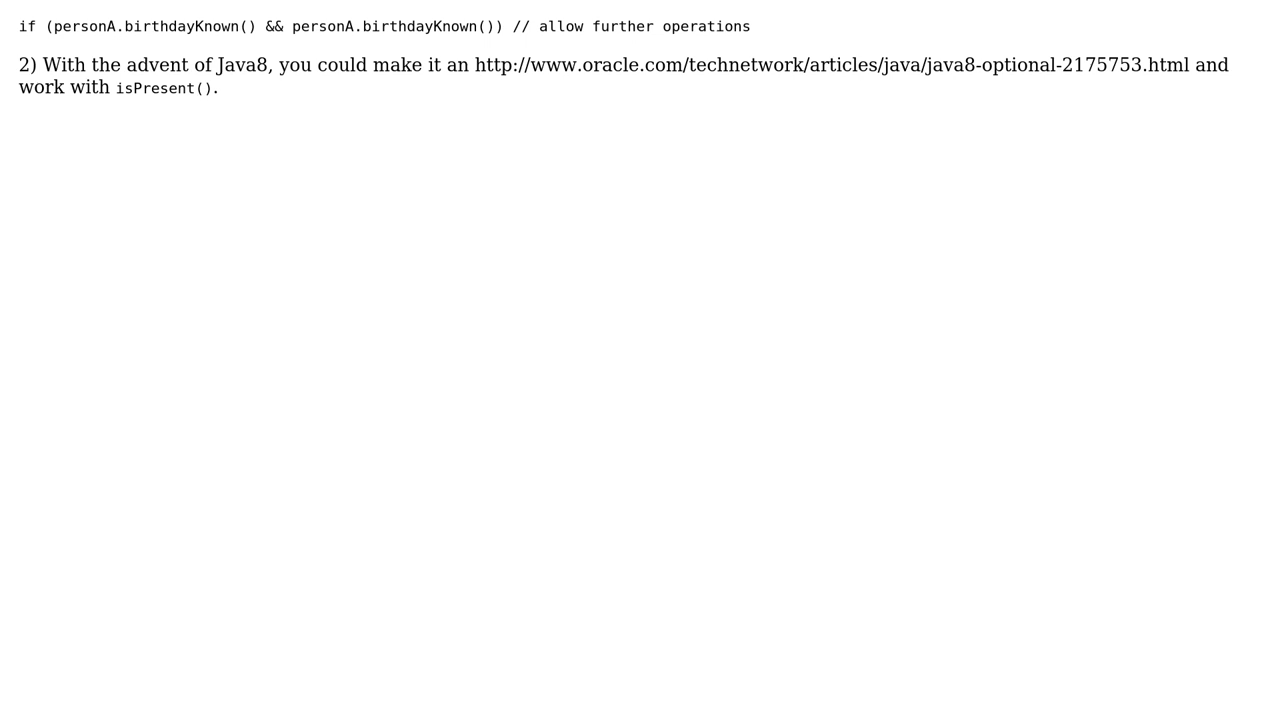 if (personA.birthdayKnown() && personA.birthdayKnown()) // allow further operations
2) With the advent of Java8, you could make it an http://www.oracle.com/technetwork/articles/java/java8-optional-2175753.html and
work with isPresent().